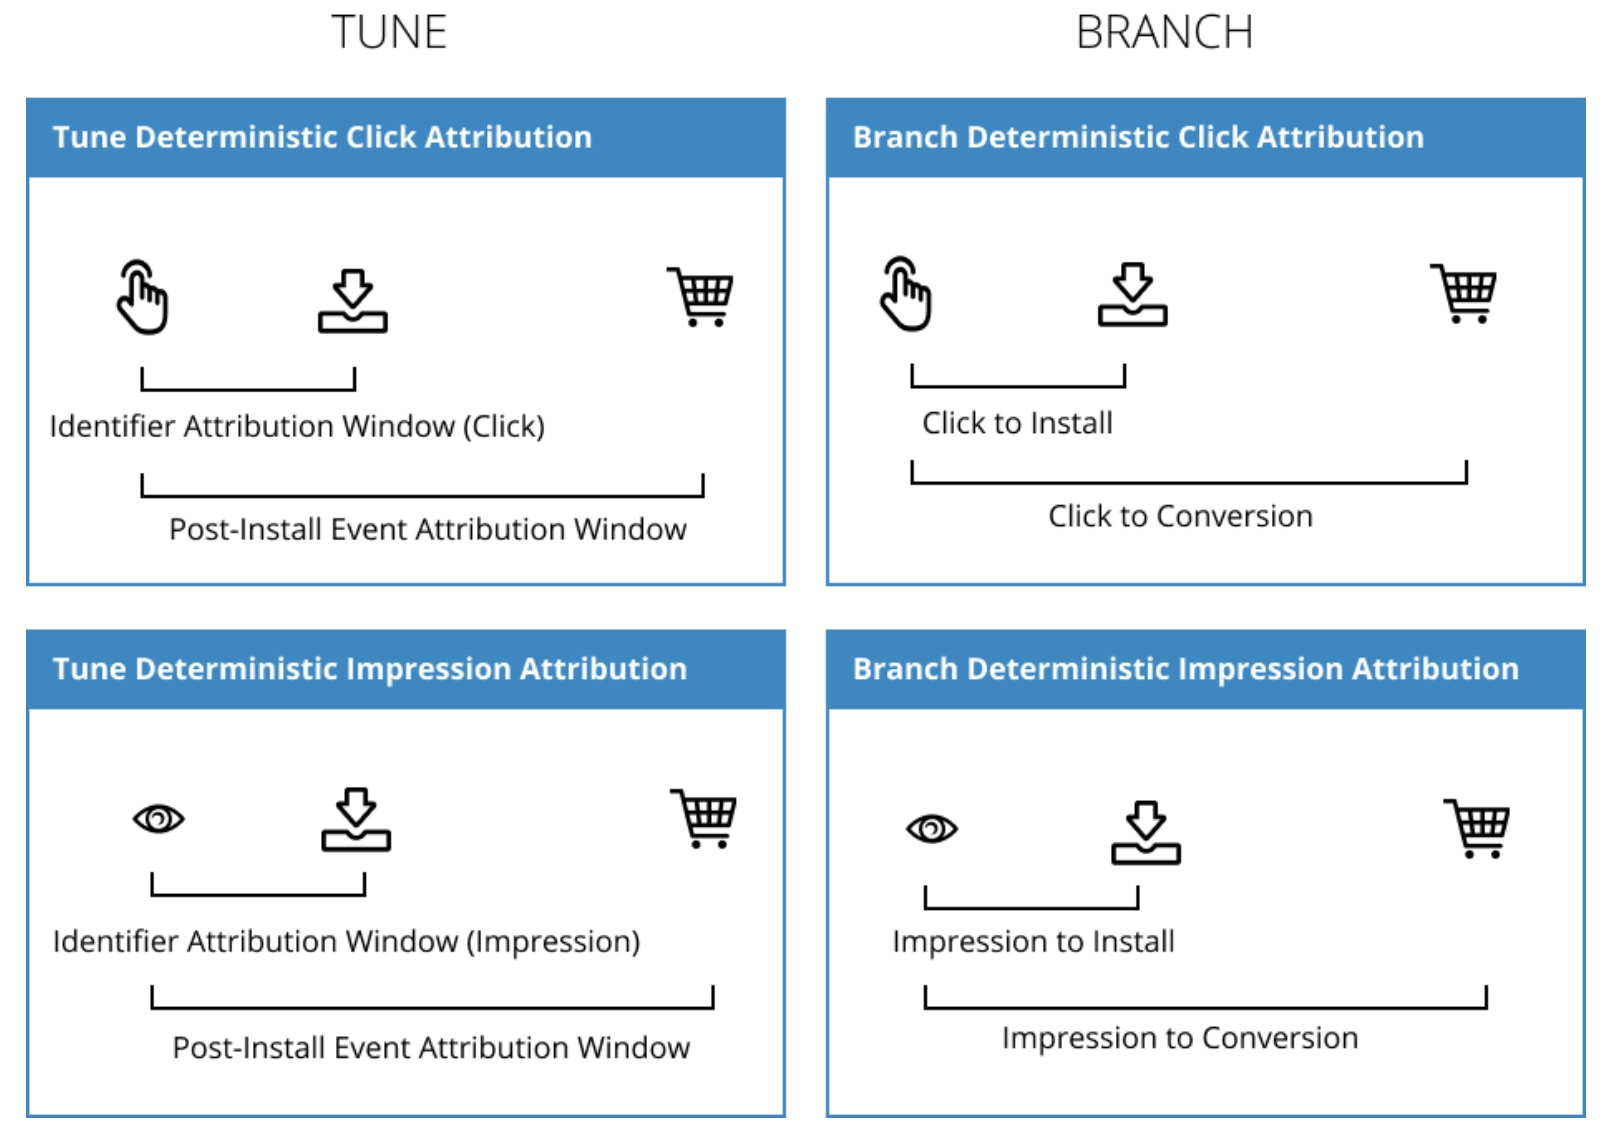 TUNE
BRANCH
Tune Deterministic Click Attribution
Identifier Attribution Window (Click)
Post-Install Event Attribution Window
Branch Deterministic Click Attribution
Click to Install
Click to Conversion
Tune Deterministic Impression Attribution
Identifier Attribution Window (Impression)
Post-Install Event Attribution Window
Branch Deterministic Impression Attribution
Impression to Install
Impression to Conversion